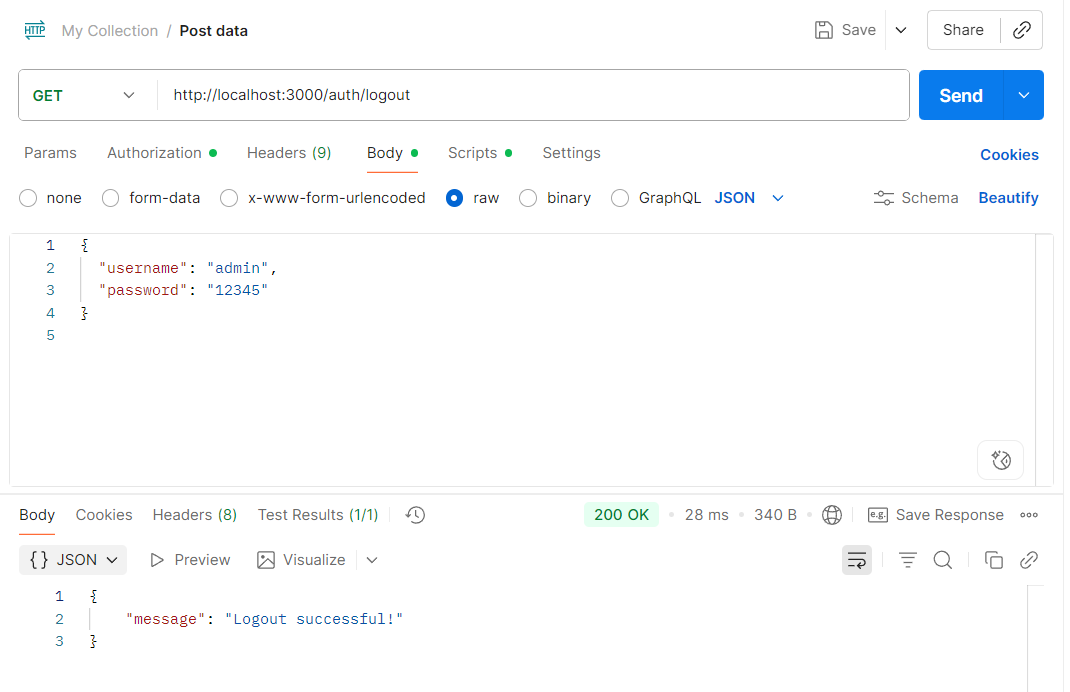 HTTP My Collection / Post data Save Share
GET http://localhost:3000/auth/logout Send
Params Authorization Headers (9) Body Scripts Settings Cookies
none form-data x-www-form-urlencoded raw binary GraphQL JSON Schema Beautify
1 {
2 "username": "admin",
3 "password": "12345"
4 }
5
Body Cookies Headers (8) Test Results (1/1) 200 OK • 28 ms • 340 B • e.g. Save Response
{} JSON Preview Visualize
1 {
2 "message": "Logout successful!"
3 }